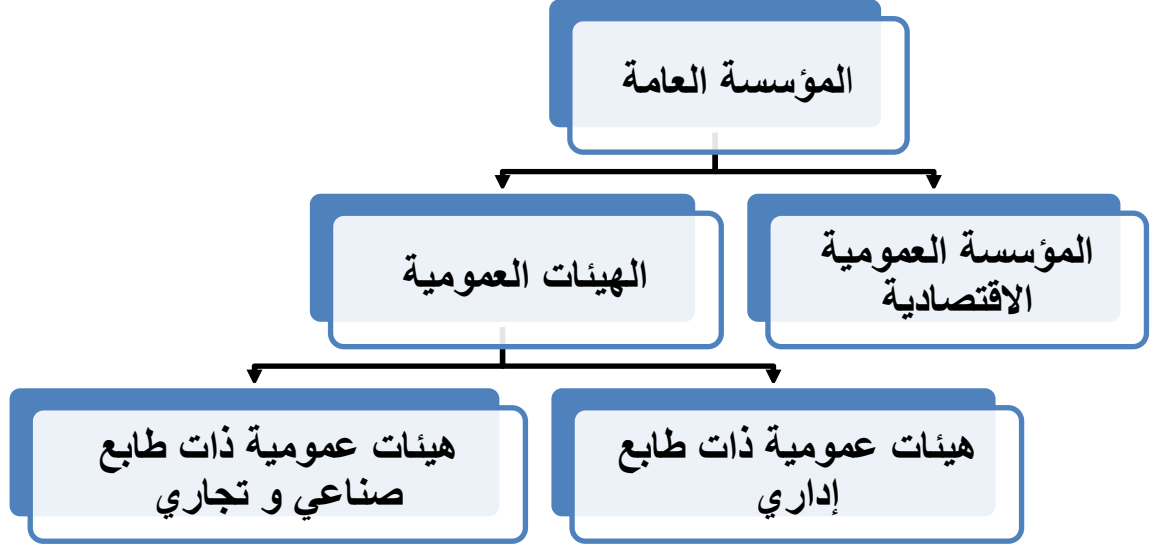 المؤسسة العامة
المؤسسة العمومية
الاقتصادية
الهيئات العمومية
هيئات عمومية ذات طابع
إداري
هيئات عمومية ذات طابع
صناعي و تجاري